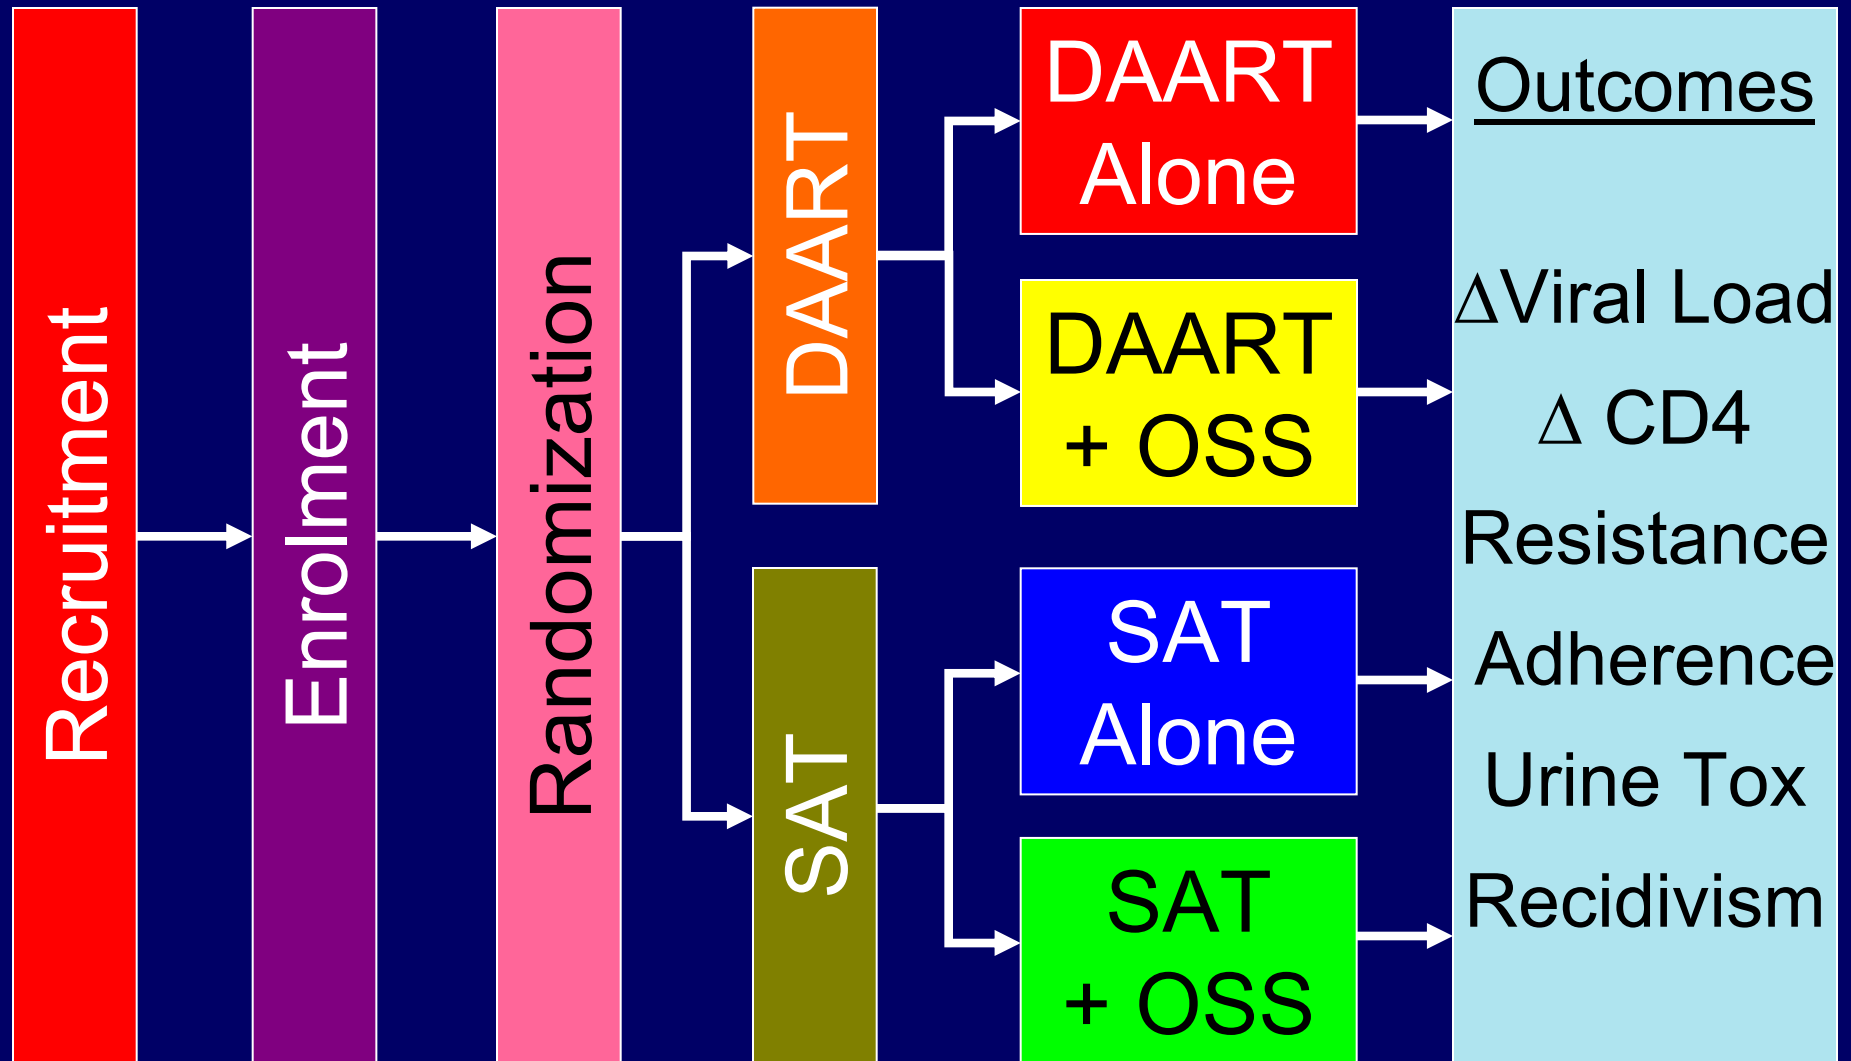 Recruitment
Enrolment
Randomization
DAART
SAT
DAART
Alone
DAART
+ OSS
SAT
Alone
SAT
+ OSS
Outcomes
ΔViral Load
Δ CD4
Resistance
Adherence
Urine Tox
Recidivism